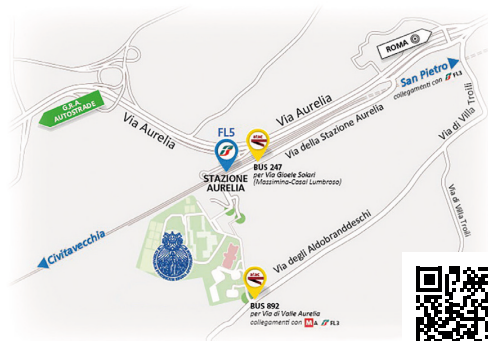 ROMA
San Pietro
collegamenti con FL3
G.R.A.
AUTOSTRADE
Via Aurelia
Via Aurelia
Via della Stazione Aurelia
Via di Villa Troili
FL5
STAZIONE
AURELIA
BUS 247
per Via Gioele Solari
(Massimina-Casal Lumbroso)
Via di Villa Troili
Civitavecchia
Via degli Aldobranddeschi
BUS 892
per Via di Valle Aurelia
collegamenti con M A FL3